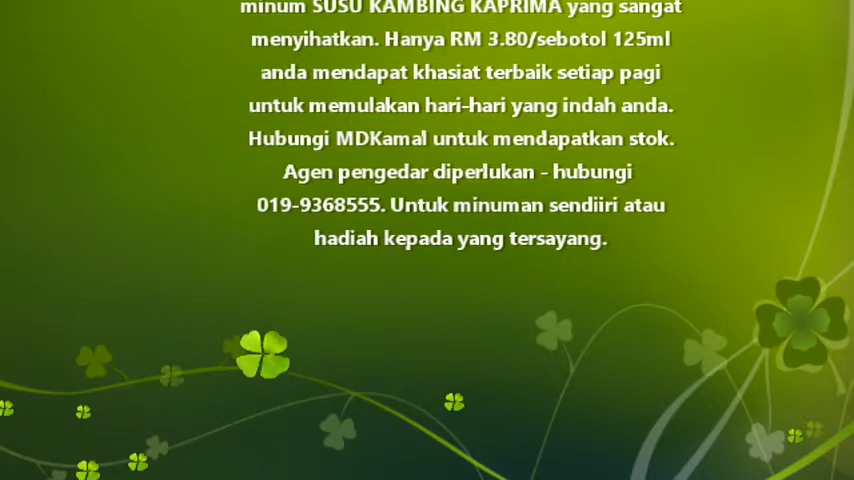 minum SUSU KAMBING KAPRIMA yang sangat
menyihatkan. Hanya RM 3.80/sebotol 125ml
anda mendapat khasiat terbaik setiap pagi
untuk memulakan hari-hari yang indah anda.
Hubungi MDKamal untuk mendapatkan stok.
Agen pengedar diperlukan - hubungi
019-9368555. Untuk minuman sendiiri atau
hadiah kepada yang tersayang.